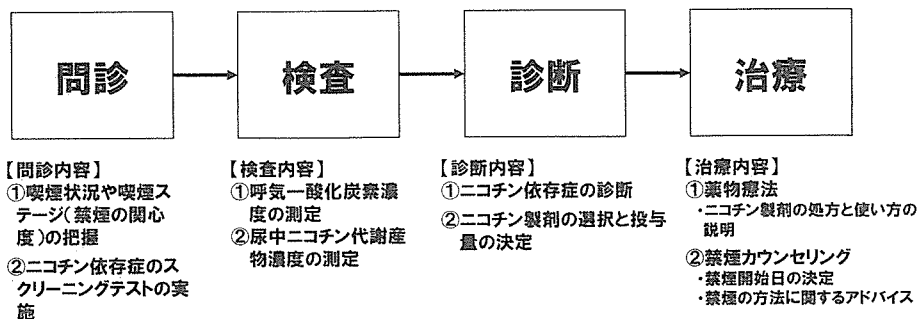 問診
検査
診断
治療
【問診内容】
①喫煙状況や喫煙ス
テージ(禁煙の関心
度)の把握
②ニコチン依存症のス
クリーニングテストの実
施
【検査内容】
①呼気一酸化炭素濃
度の測定
②尿中ニコチン代謝産
物濃度の測定
【診断内容】
①ニコチン依存症の診断
②ニコチン製剤の選択と投与
量の決定
【治療内容】
①薬物療法
・ニコチン製剤の処方と使い方の
説明
②禁煙カウンセリング
・禁煙開始日の決定
・禁煙の方法に関するアドバイス